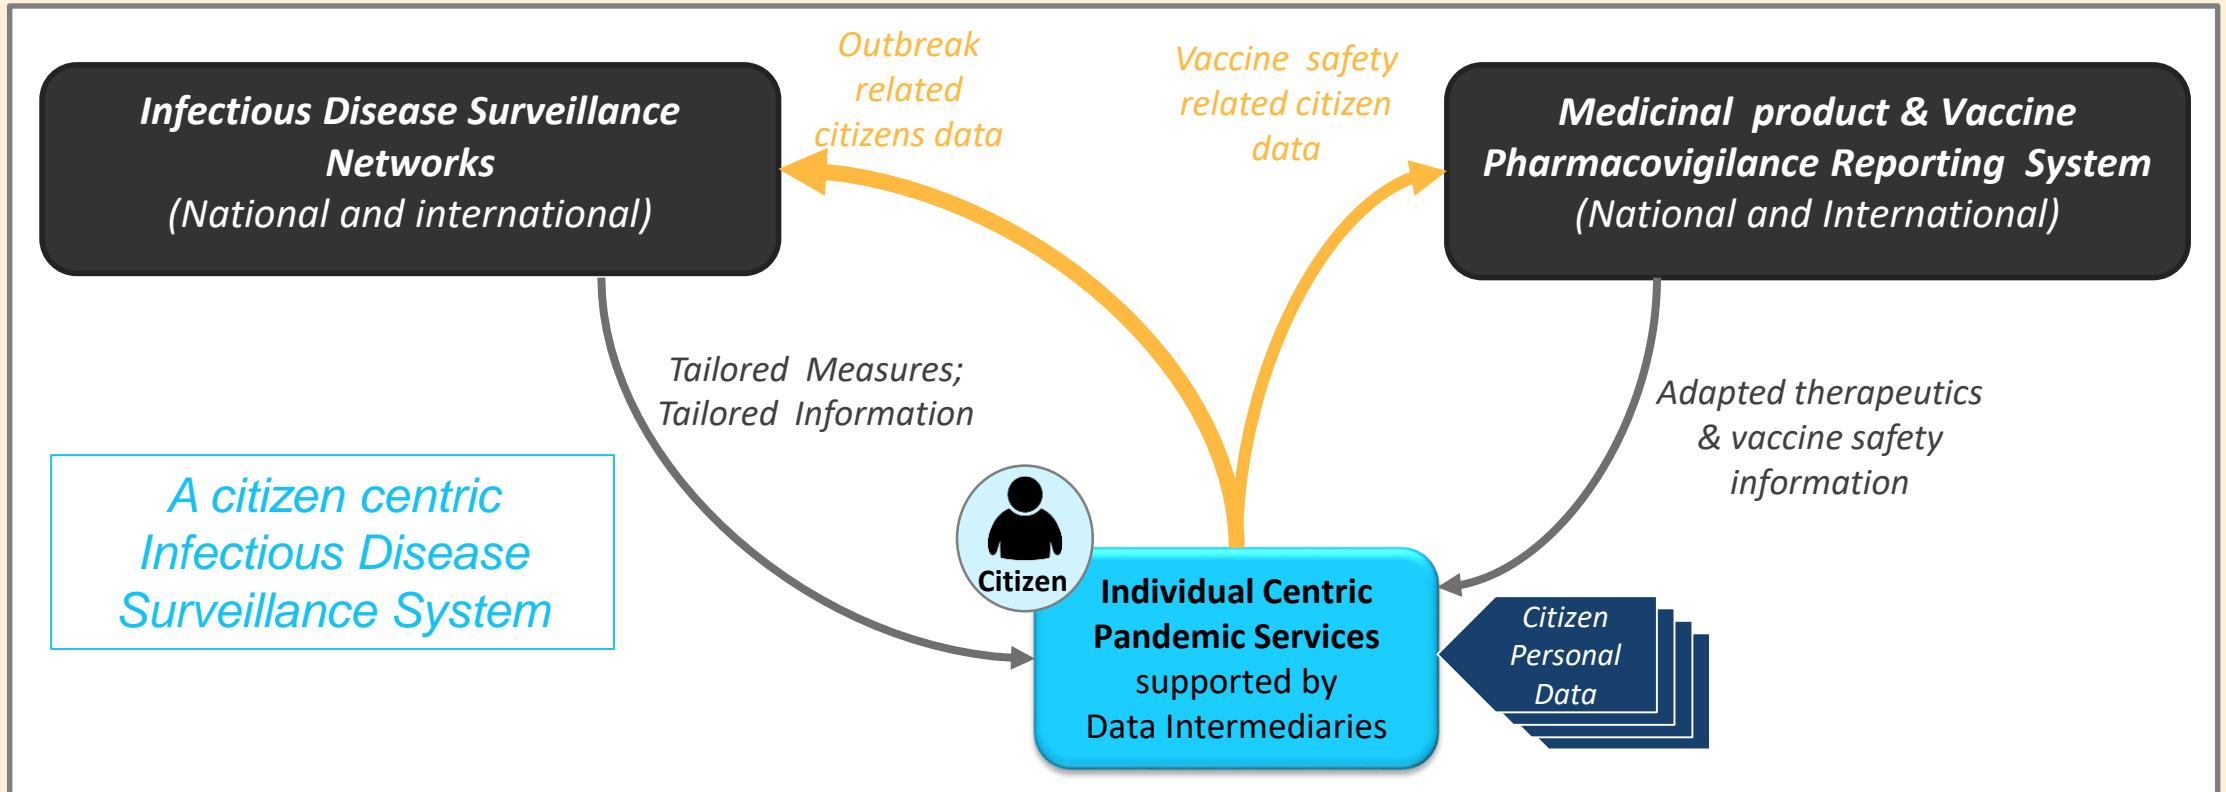 Infectious Disease Surveillance
Networks
(National and international)
Outbreak
related
citizens data
Vaccine safety
related citizen
data
Medicinal product & Vaccine
Pharmacovigilance Reporting System
(National and International)
Tailored Measures;
Tailored Information
Adapted therapeutics
& vaccine safety
information
A citizen centric
Infectious Disease
Surveillance System
Citizen
Individual Centric
Pandemic Services
supported by
Data Intermediaries
Citizen
Personal
Data